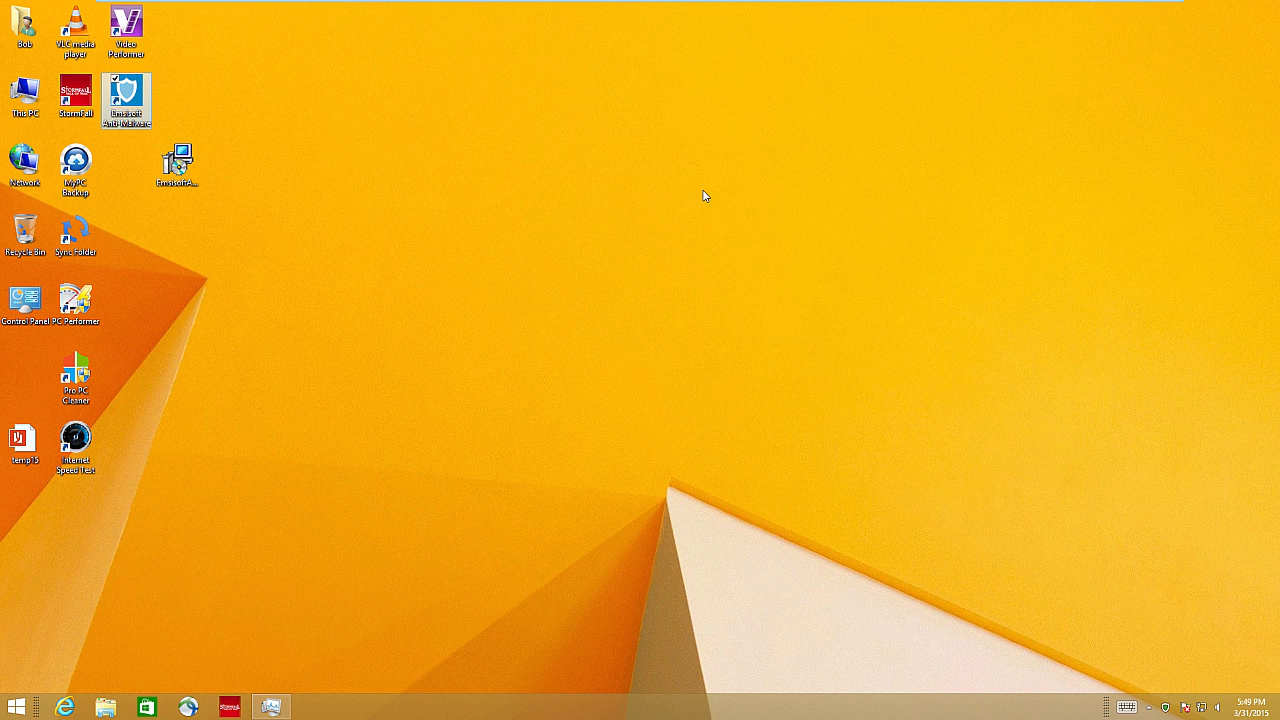 Bob
VLC media
player
Video
Performer
This PC
StormFall
Emsisoft
Anti-Malware
Network
MyPC
Backup
EmsisoftA...
Recycle Bin
Sync Folder
Control Panel
PC Performer
Pro PC
Cleaner
temp15
Internet
Speed Test
STORMFALL
5:49 PM
3/31/2015